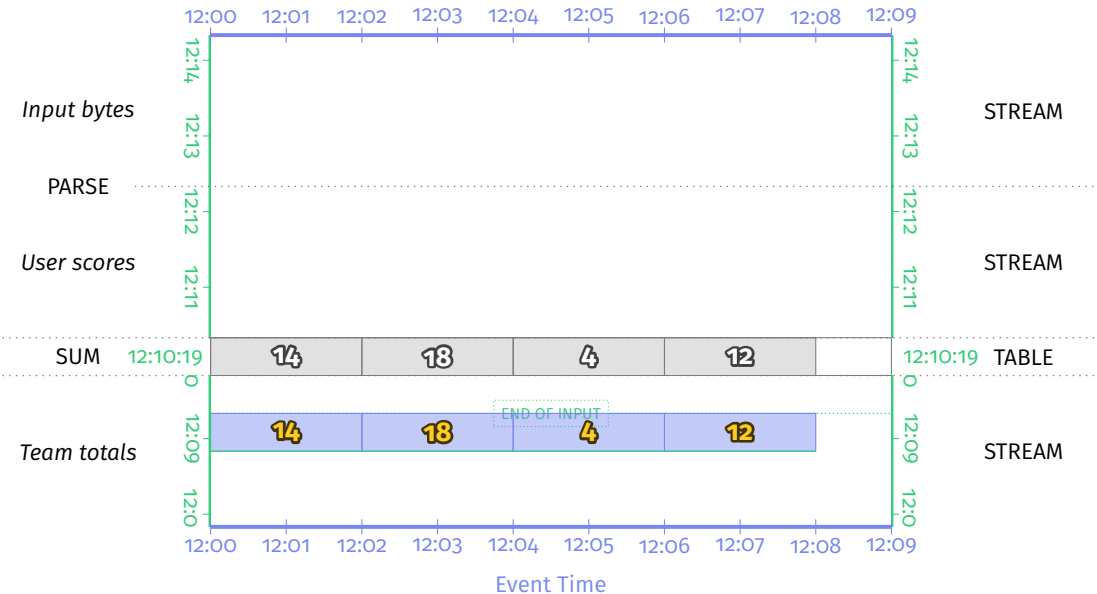 12:00 12:01 12:02 12:03 12:04 12:05 12:06 12:07 12:08 12:09
12:14 12:14
Input bytes STREAM
12:13 12:13
PARSE
12:12 12:12
User scores STREAM
12:11 12:11
SUM 12:10:19 14 18 4 12 12:10:19 TABLE
0 0
END OF INPUT
14 18 4 12
12:09 12:09
Team totals STREAM
12:0 12:0
12:00 12:01 12:02 12:03 12:04 12:05 12:06 12:07 12:08 12:09
Event Time